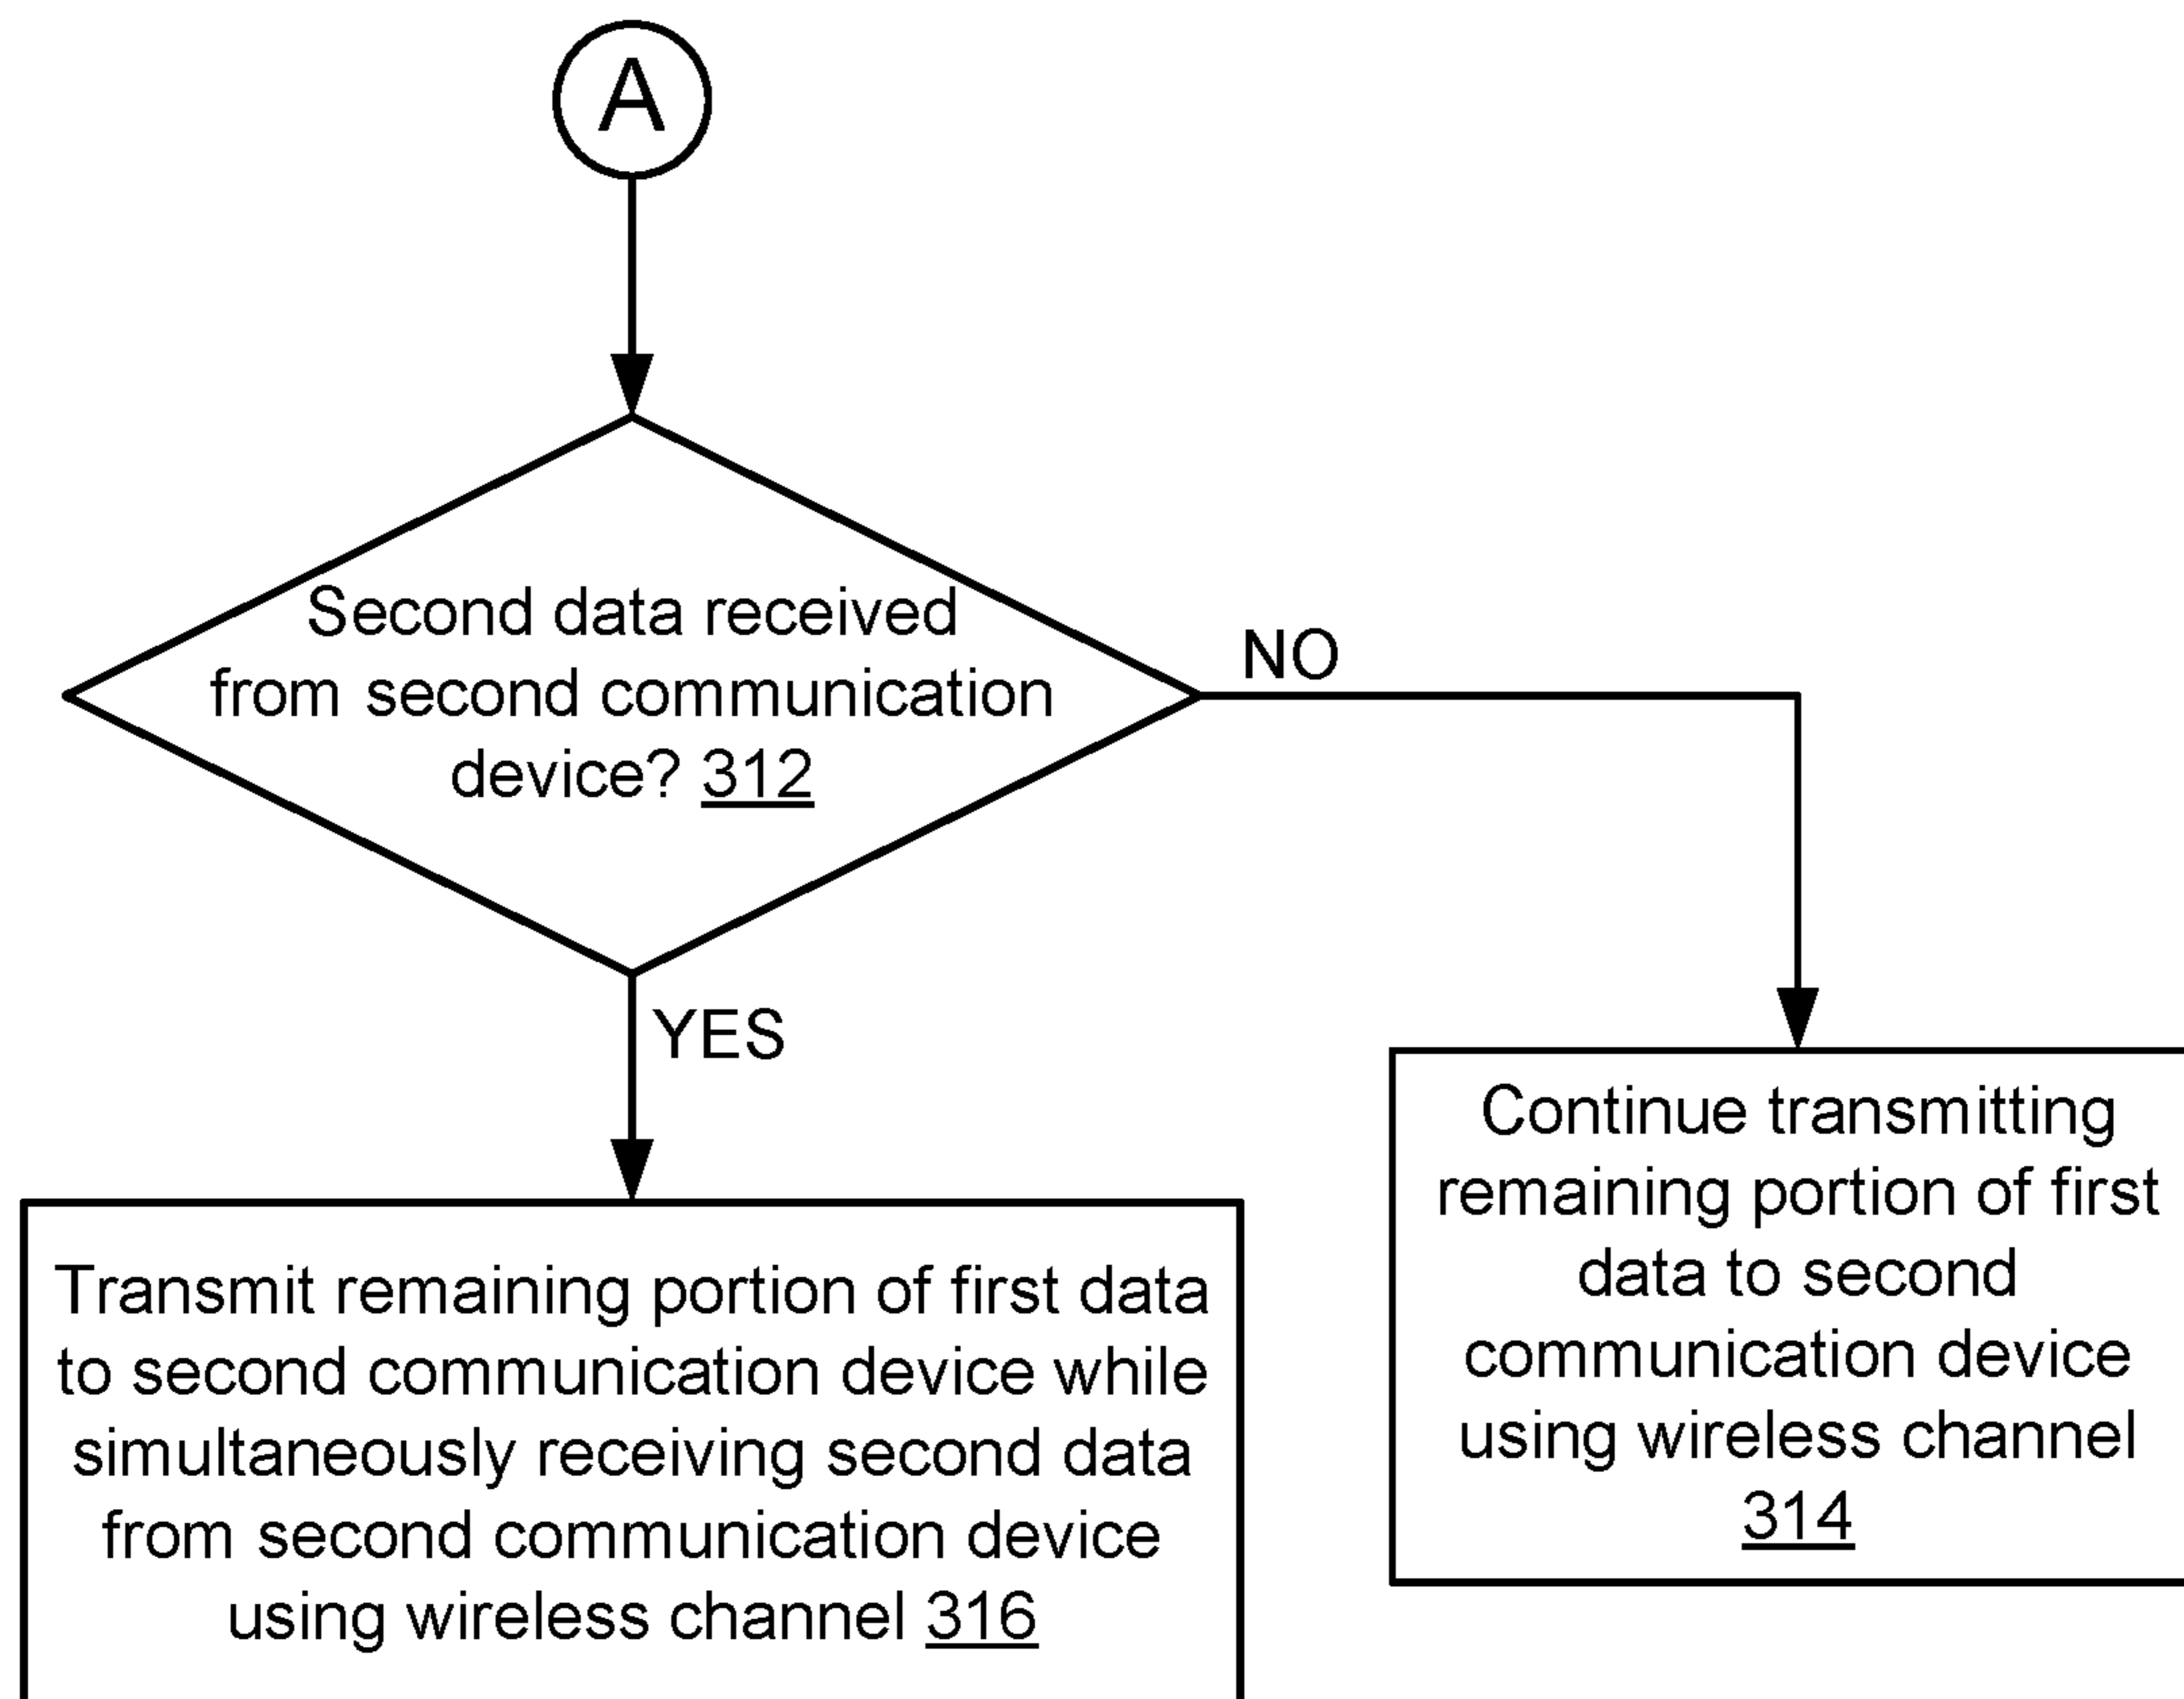 A
Second data received
from second communication
device? 312
NO
YES
Transmit remaining portion of first data
to second communication device while
simultaneously receiving second data
from second communication device
using wireless channel 316
Continue transmitting
remaining portion of first
data to second
communication device
using wireless channel
314